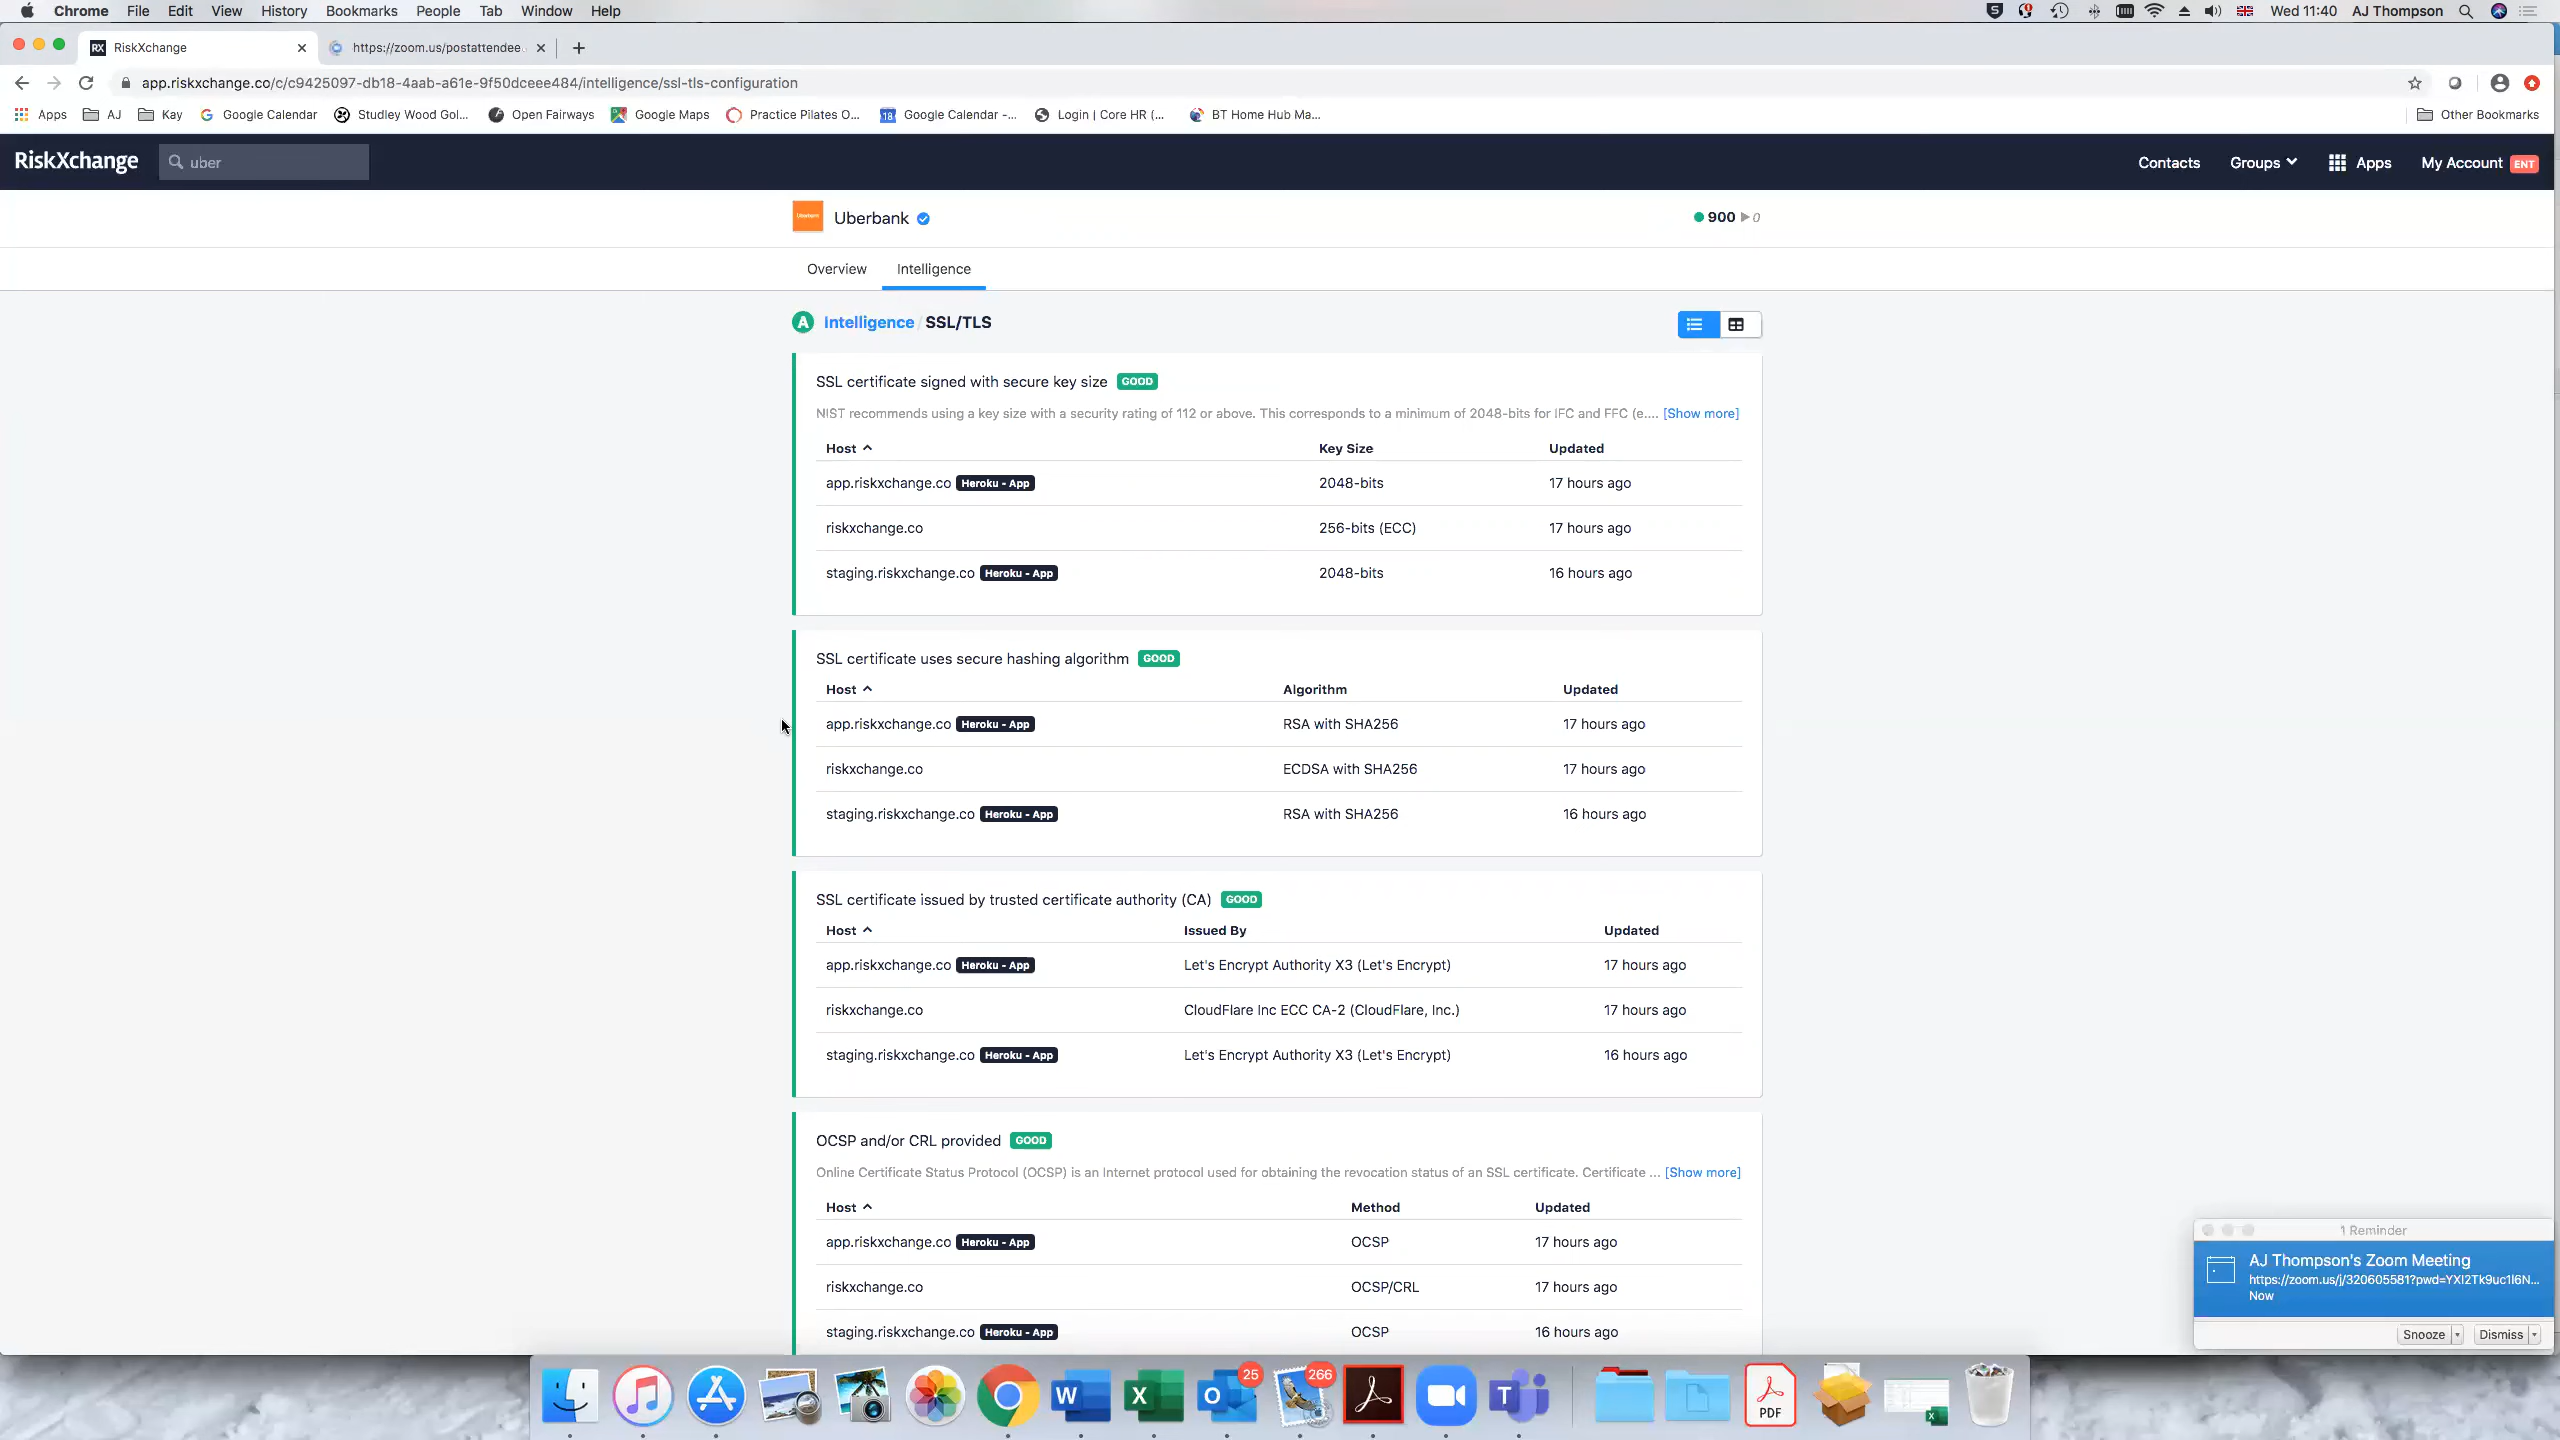 Chrome File Edit View History Bookmarks People Tab Window Help
Wed 11:40 AJ Thompson
RX RiskXchange
https://zoom.us/postattendee
app.riskxchange.co/c/c9425097-db18-4aab-a61e-9f50dceee484/intelligence/ssl-tls-configuration
Apps AJ Kay Google Calendar Studley Wood Gol... Open Fairways Google Maps Practice Pilates O... 18 Google Calendar -... Login | Core HR (... BT Home Hub Ma... Other Bookmarks
RiskXchange uber Contacts Groups Apps My Account ENT
Uberbank 900 0
Overview Intelligence
A Intelligence / SSL/TLS
SSL certificate signed with secure key size GOOD
NIST recommends using a key size with a security rating of 112 or above. This corresponds to a minimum of 2048-bits for IFC and FFC (e.... [Show more]
Host Key Size Updated
app.riskxchange.co Heroku - App 2048-bits 17 hours ago
riskxchange.co 256-bits (ECC) 17 hours ago
staging.riskxchange.co Heroku - App 2048-bits 16 hours ago
SSL certificate uses secure hashing algorithm GOOD
Host Algorithm Updated
app.riskxchange.co Heroku - App RSA with SHA256 17 hours ago
riskxchange.co ECDSA with SHA256 17 hours ago
staging.riskxchange.co Heroku - App RSA with SHA256 16 hours ago
SSL certificate issued by trusted certificate authority (CA) GOOD
Host Issued By Updated
app.riskxchange.co Heroku - App Let's Encrypt Authority X3 (Let's Encrypt) 17 hours ago
riskxchange.co CloudFlare Inc ECC CA-2 (CloudFlare, Inc.) 17 hours ago
staging.riskxchange.co Heroku - App Let's Encrypt Authority X3 (Let's Encrypt) 16 hours ago
OCSP and/or CRL provided GOOD
Online Certificate Status Protocol (OCSP) is an Internet protocol used for obtaining the revocation status of an SSL certificate. Certificate ... [Show more]
Host Method Updated
app.riskxchange.co Heroku - App OCSP 17 hours ago
riskxchange.co OCSP/CRL 17 hours ago
staging.riskxchange.co Heroku - App OCSP 16 hours ago
1 Reminder
AJ Thompson's Zoom Meeting
https://zoom.us/j/320605581?pwd=YXI2Tk9uc1l6N...
Now
Snooze Dismiss
25 266
W X O T PDF